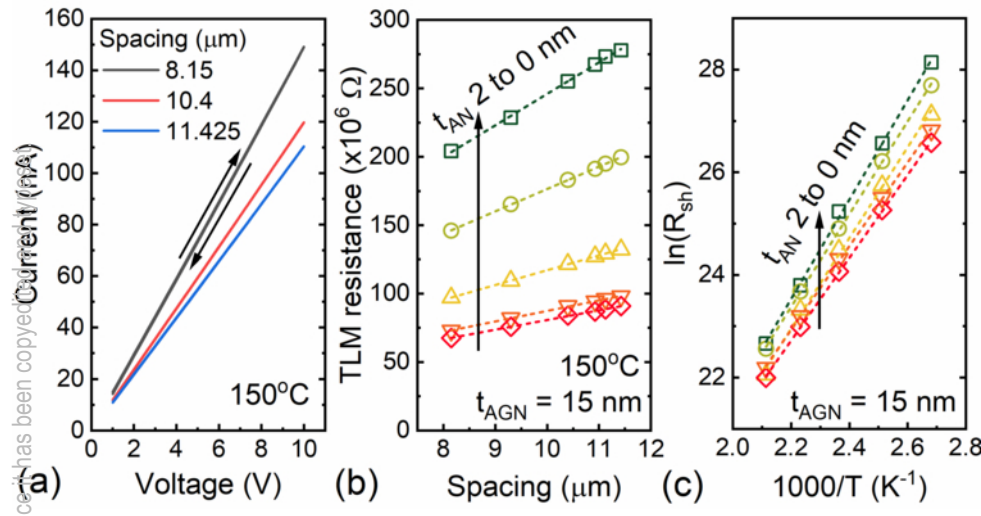 160
140
120
100
80
60
40
20
0
Current (nA)
Spacing (μm)
8.15
10.4
11.425
150°C
0 2 4 6 8 10
(a)
Voltage (V)
300
250
200
150
100
50
0
TLM resistance (x10⁶ Ω)
t_AN 2 to 0 nm
150°C
t_AGN = 15 nm
8 9 10 11 12
(b)
Spacing (μm)
28
26
24
22
ln(R_sh)
t_AN 2 to 0 nm
t_AGN = 15 nm
2.0 2.2 2.4 2.6 2.8
(c)
1000/T (K⁻¹)
has been copyedited